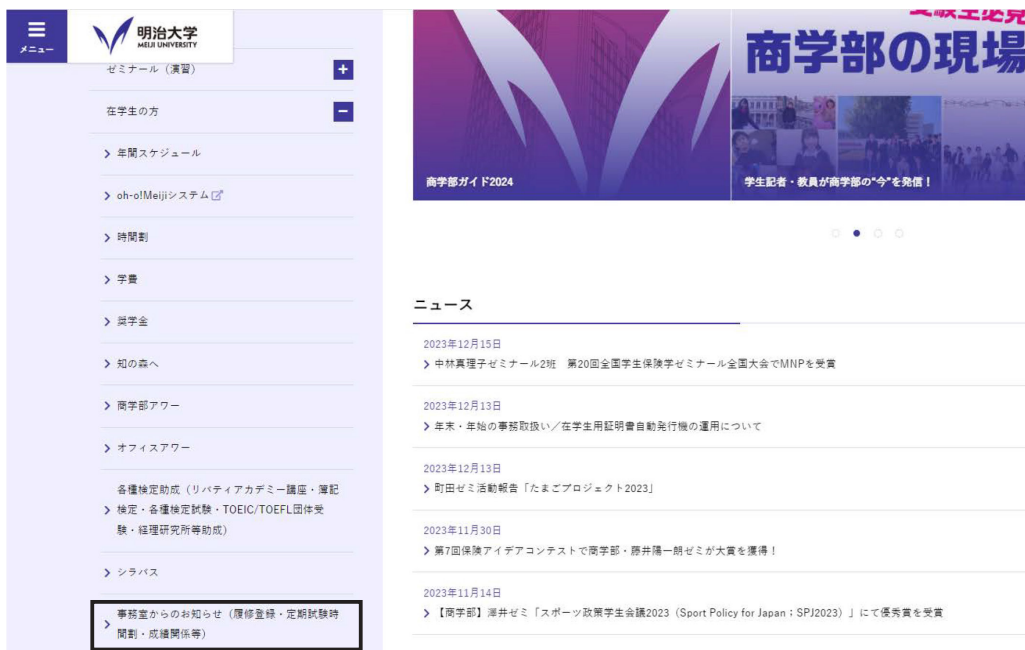 メニュー
明治大学
MEIJI UNIVERSITY
ゼミナール（演習）
在学生の方
年間スケジュール
oh-o!Meijiシステム
時間割
学費
奨学金
知の森へ
商学部アワー
オフィスアワー
各種検定助成（リバティアカデミー講座・簿記
検定・各種検定試験・TOEIC/TOEFL団体受
験・経理研究所等助成）
シラバス
事務室からのお知らせ（履修登録・定期試験時
間割・成績関係等）
商学部ガイド2024
商学部の現場
学生記者・教員が商学部の“今”を発信！
ニュース
2023年12月15日
中林真理子ゼミナール2班　第20回全国学生保険学ゼミナール全国大会でMNPを受賞
2023年12月13日
年末・年始の事務取扱い／在学生用証明書自動発行機の運用について
2023年12月13日
町田ゼミ活動報告「たまごプロジェクト2023」
2023年11月30日
第7回保険アイデアコンテストで商学部・藤井陽一朗ゼミが大賞を獲得！
2023年11月14日
【商学部】澤井ゼミ「スポーツ政策学生会議2023（Sport Policy for Japan；SPJ2023）」にて優秀賞を受賞